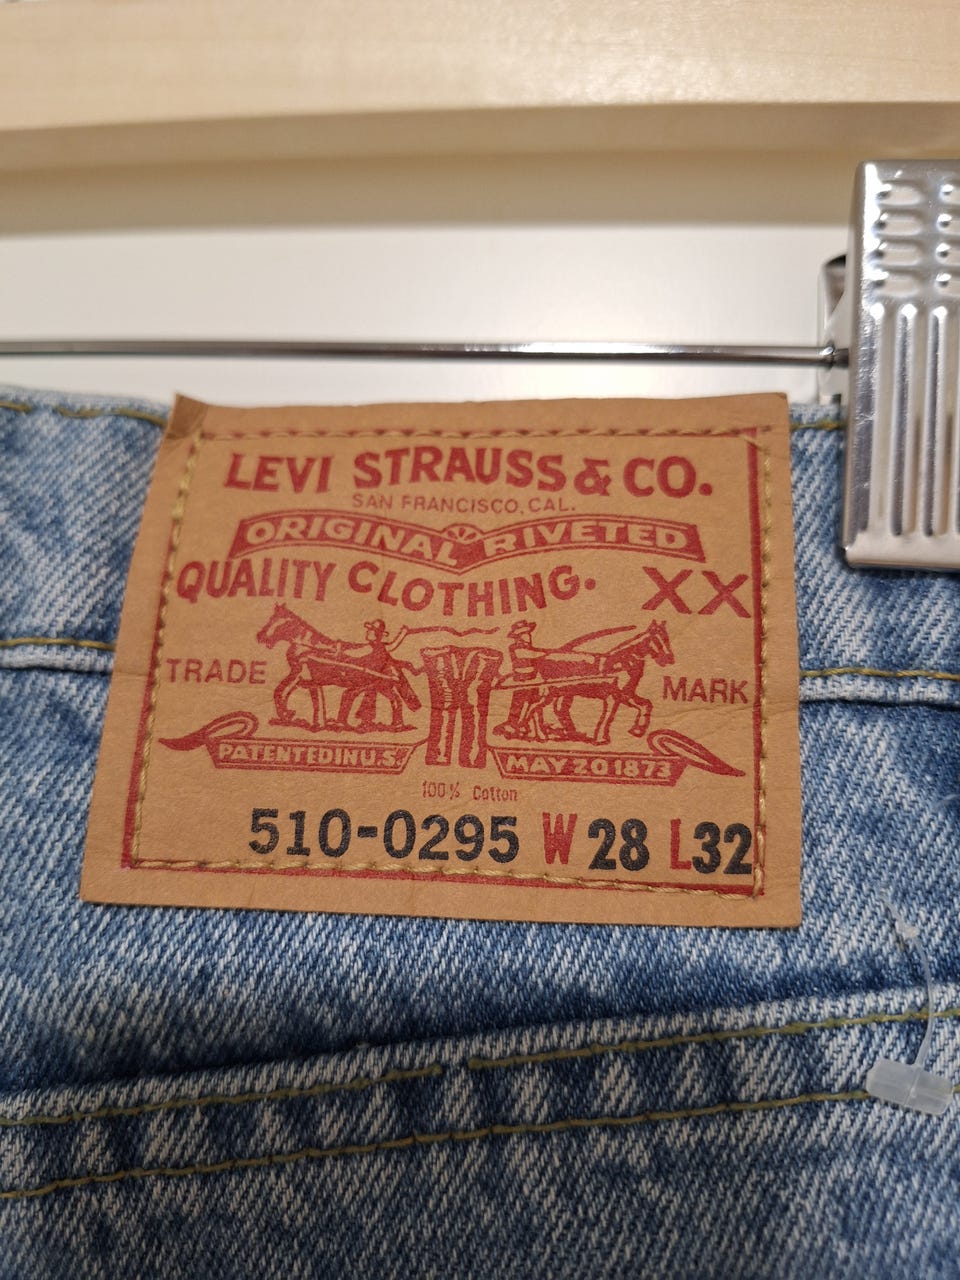 LEVI STRAUSS & CO.
SAN FRANCISCO, CAL.
ORIGINAL RIVETED
QUALITY CLOTHING. XX
TRADE MARK
PATENTED IN U.S. MAY 20 1873
100% Cotton
510-0295 W 28 L32